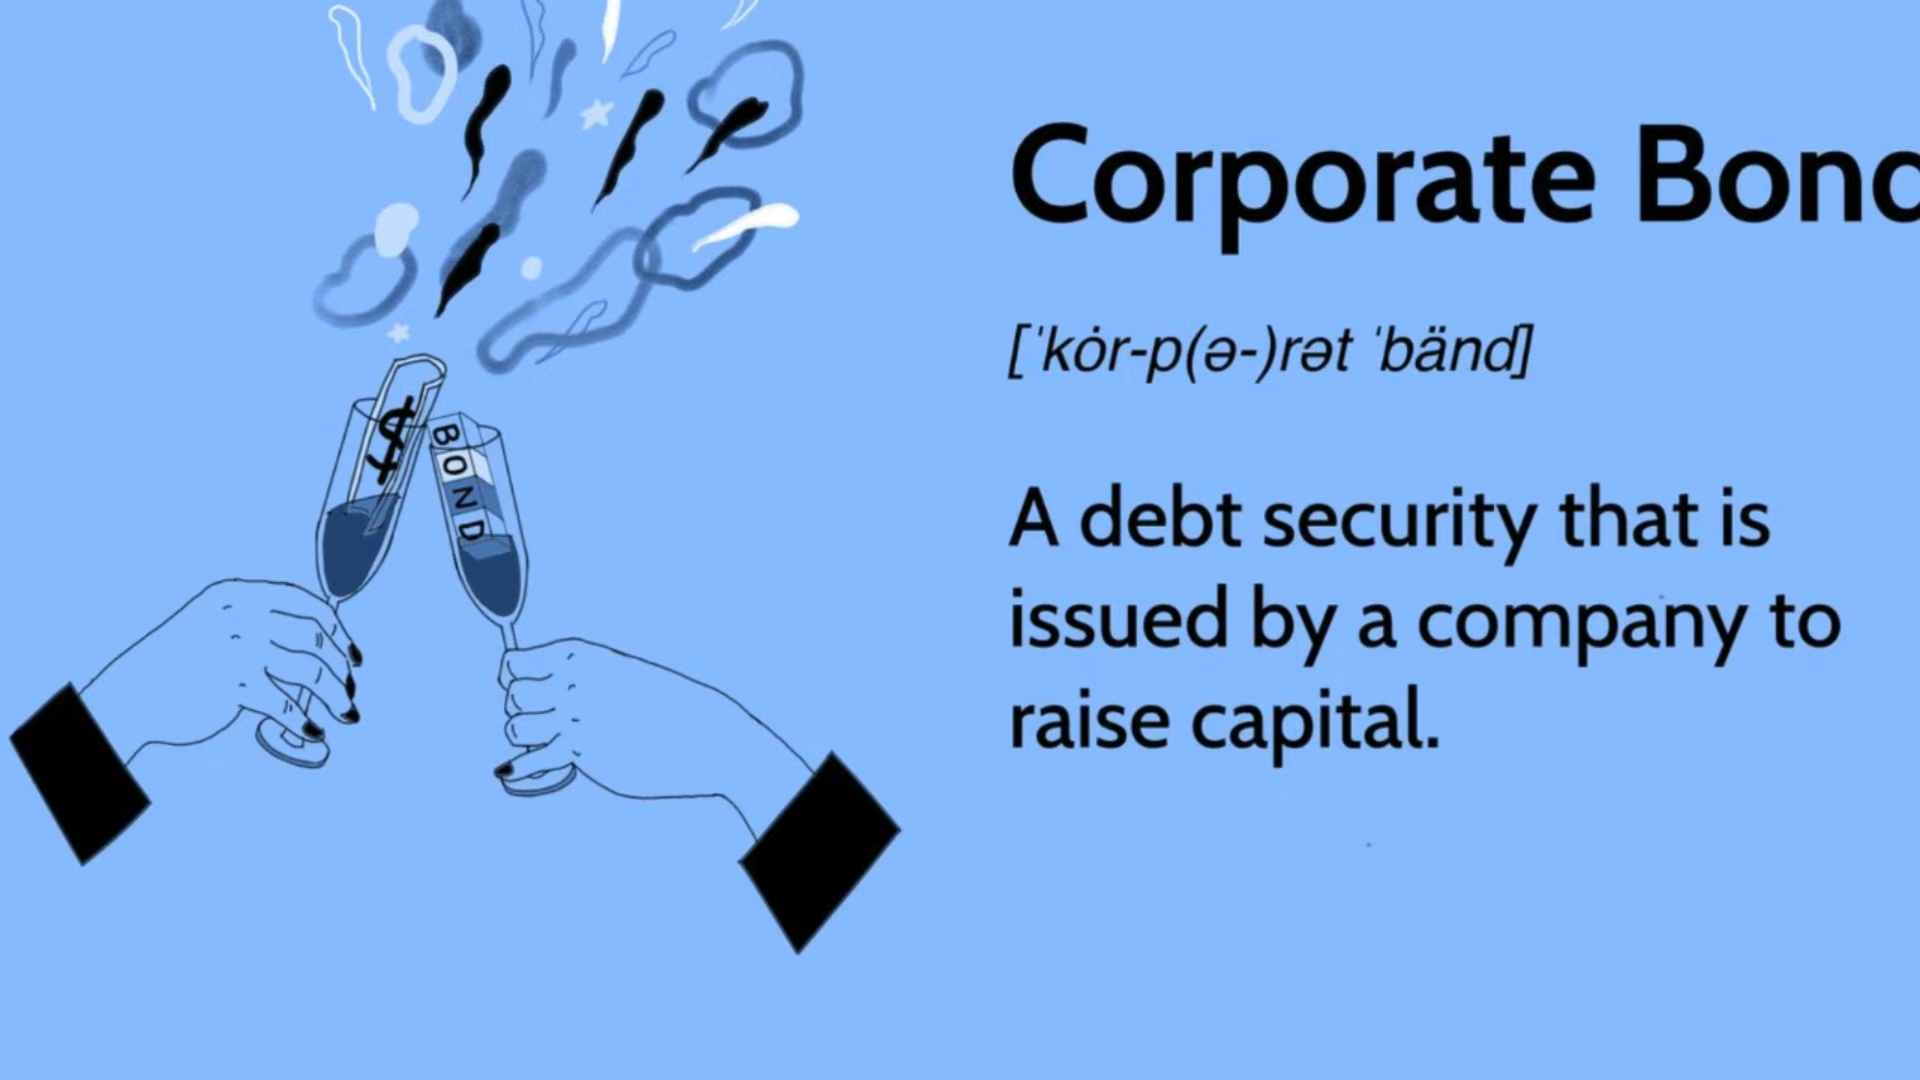 Corporate Bond
['kȯr-p(ə-)rət 'bänd]
A debt security that is
issued by a company to
raise capital.
$
BOND